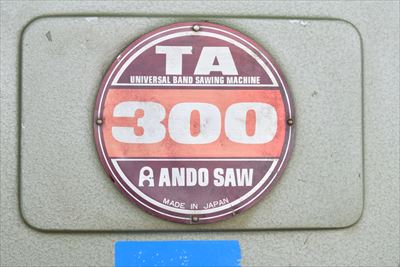 TA
UNIVERSAL BAND SAWING MACHINE
300
ANDO SAW
MADE IN JAPAN